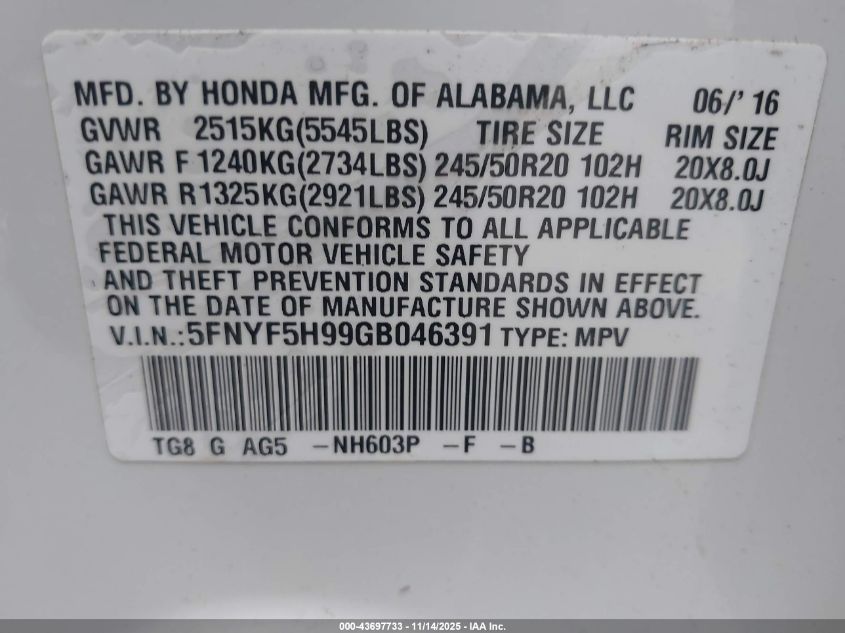 MFD. BY HONDA MFG. OF ALABAMA, LLC 06/'16
GVWR 2515KG(5545LBS) TIRE SIZE RIM SIZE
GAWR F 1240KG(2734LBS) 245/50R20 102H 20X8.0J
GAWR R1325KG(2921LBS) 245/50R20 102H 20X8.0J
THIS VEHICLE CONFORMS TO ALL APPLICABLE
FEDERAL MOTOR VEHICLE SAFETY
AND THEFT PREVENTION STANDARDS IN EFFECT
ON THE DATE OF MANUFACTURE SHOWN ABOVE.
V.I.N.:5FNYF5H99GB046391 TYPE: MPV
TG8 G AG5 -NH603P -F -B
000-43697733 - 11/14/2025 - IAA Inc.